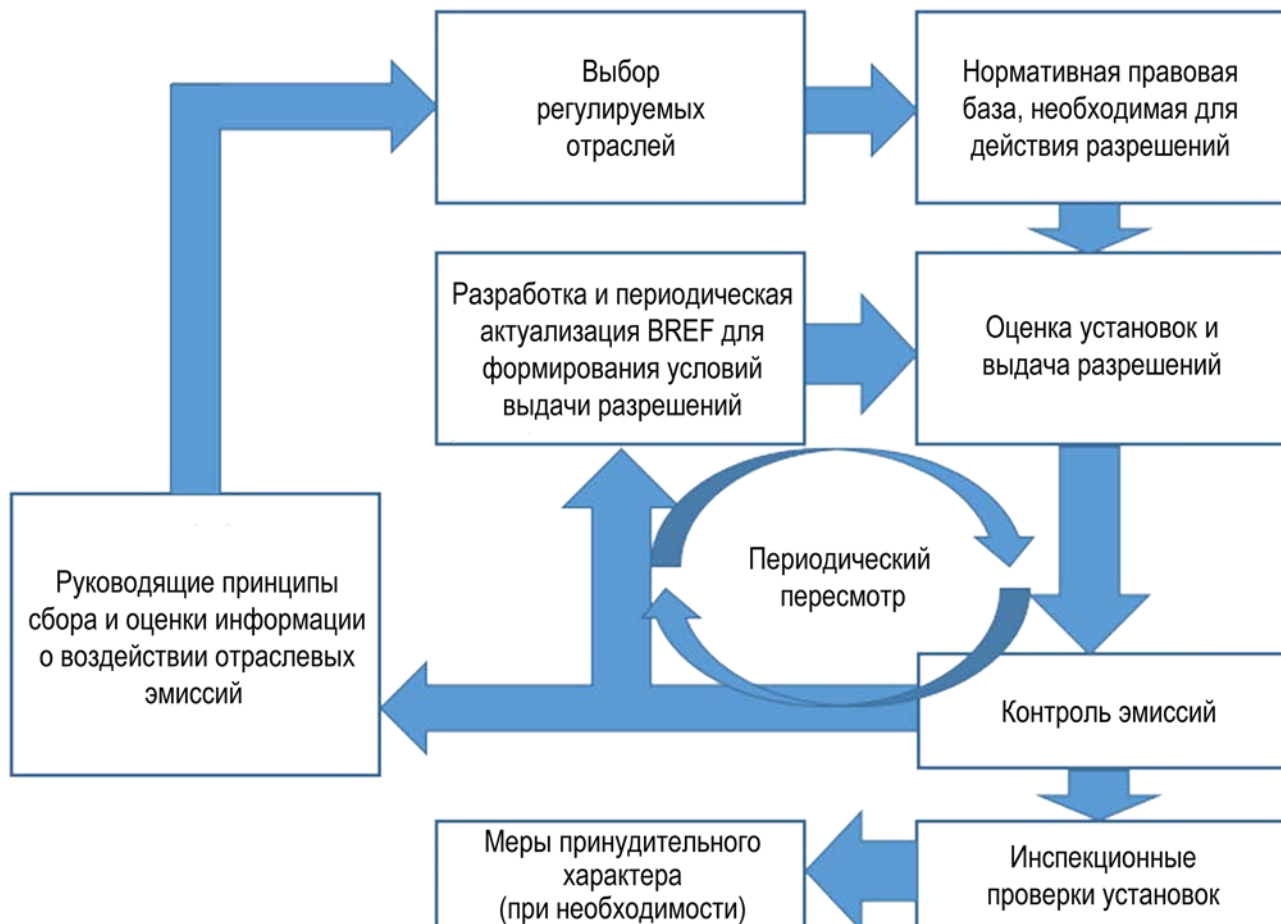 Выбор
регулируемых
отраслей
Нормативная правовая
база, необходимая для
действия разрешений
Разработка и периодическая
актуализация BREF для
формирования условий
выдачи разрешений
Оценка установок и
выдача разрешений
Руководящие принципы
сбора и оценки информации
о воздействии отраслевых
эмиссий
Периодический
пересмотр
Контроль эмиссий
Меры принудительного
характера
(при необходимости)
Инспекционные
проверки установок